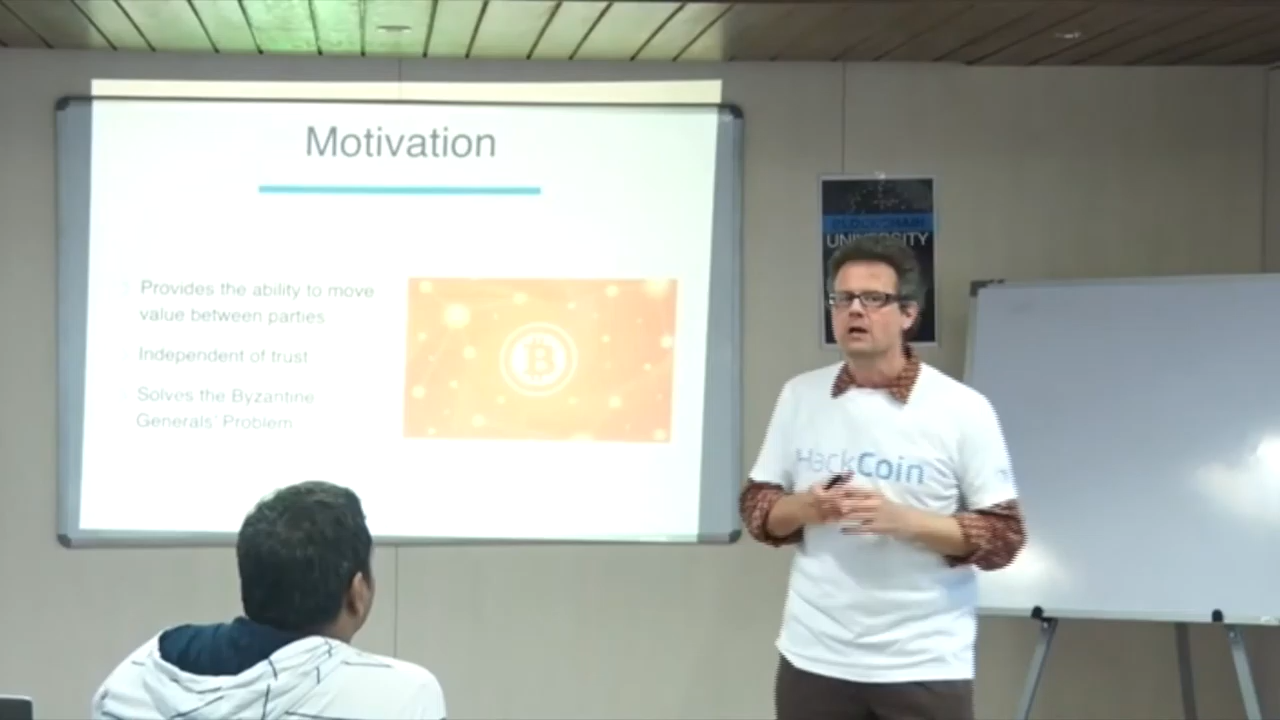 Motivation
Provides the ability to move
value between parties
Independent of trust
Solves the Byzantine
Generals' Problem
BLOCKCHAIN
UNIVERSITY
HackCoin